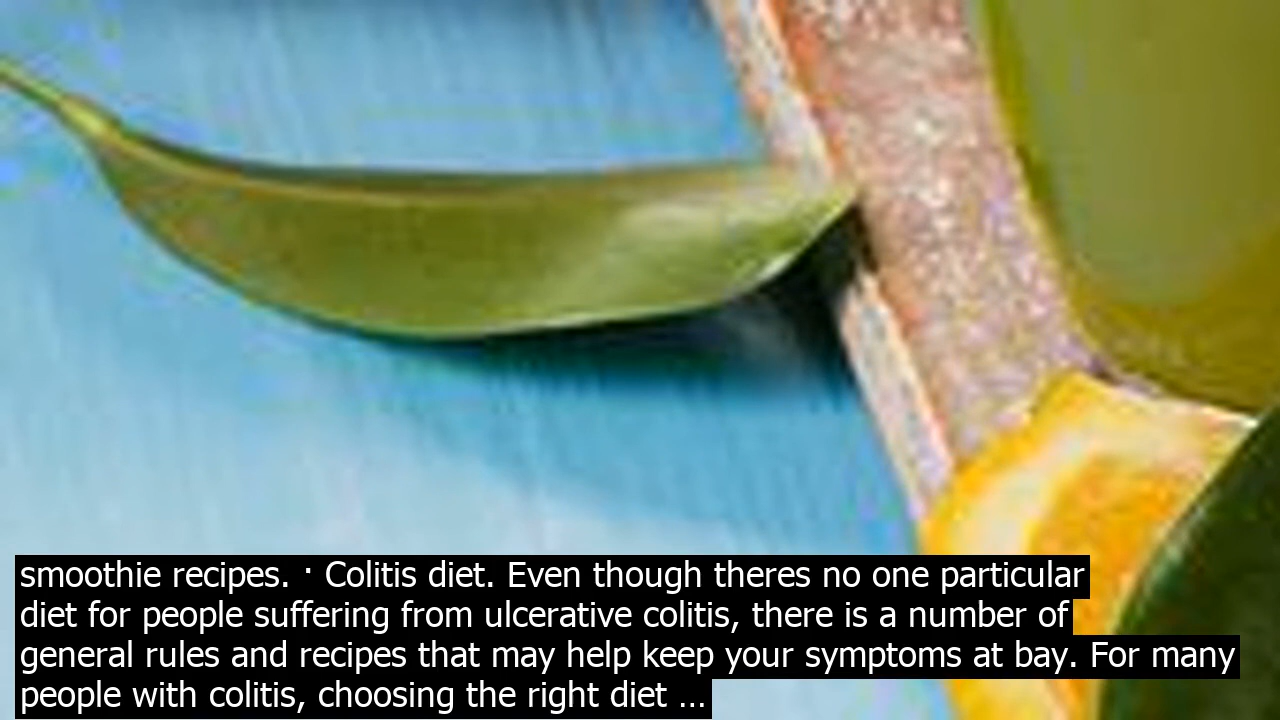 smoothie recipes. · Colitis diet. Even though theres no one particular
diet for people suffering from ulcerative colitis, there is a number of
general rules and recipes that may help keep your symptoms at bay. For many
people with colitis, choosing the right diet ...